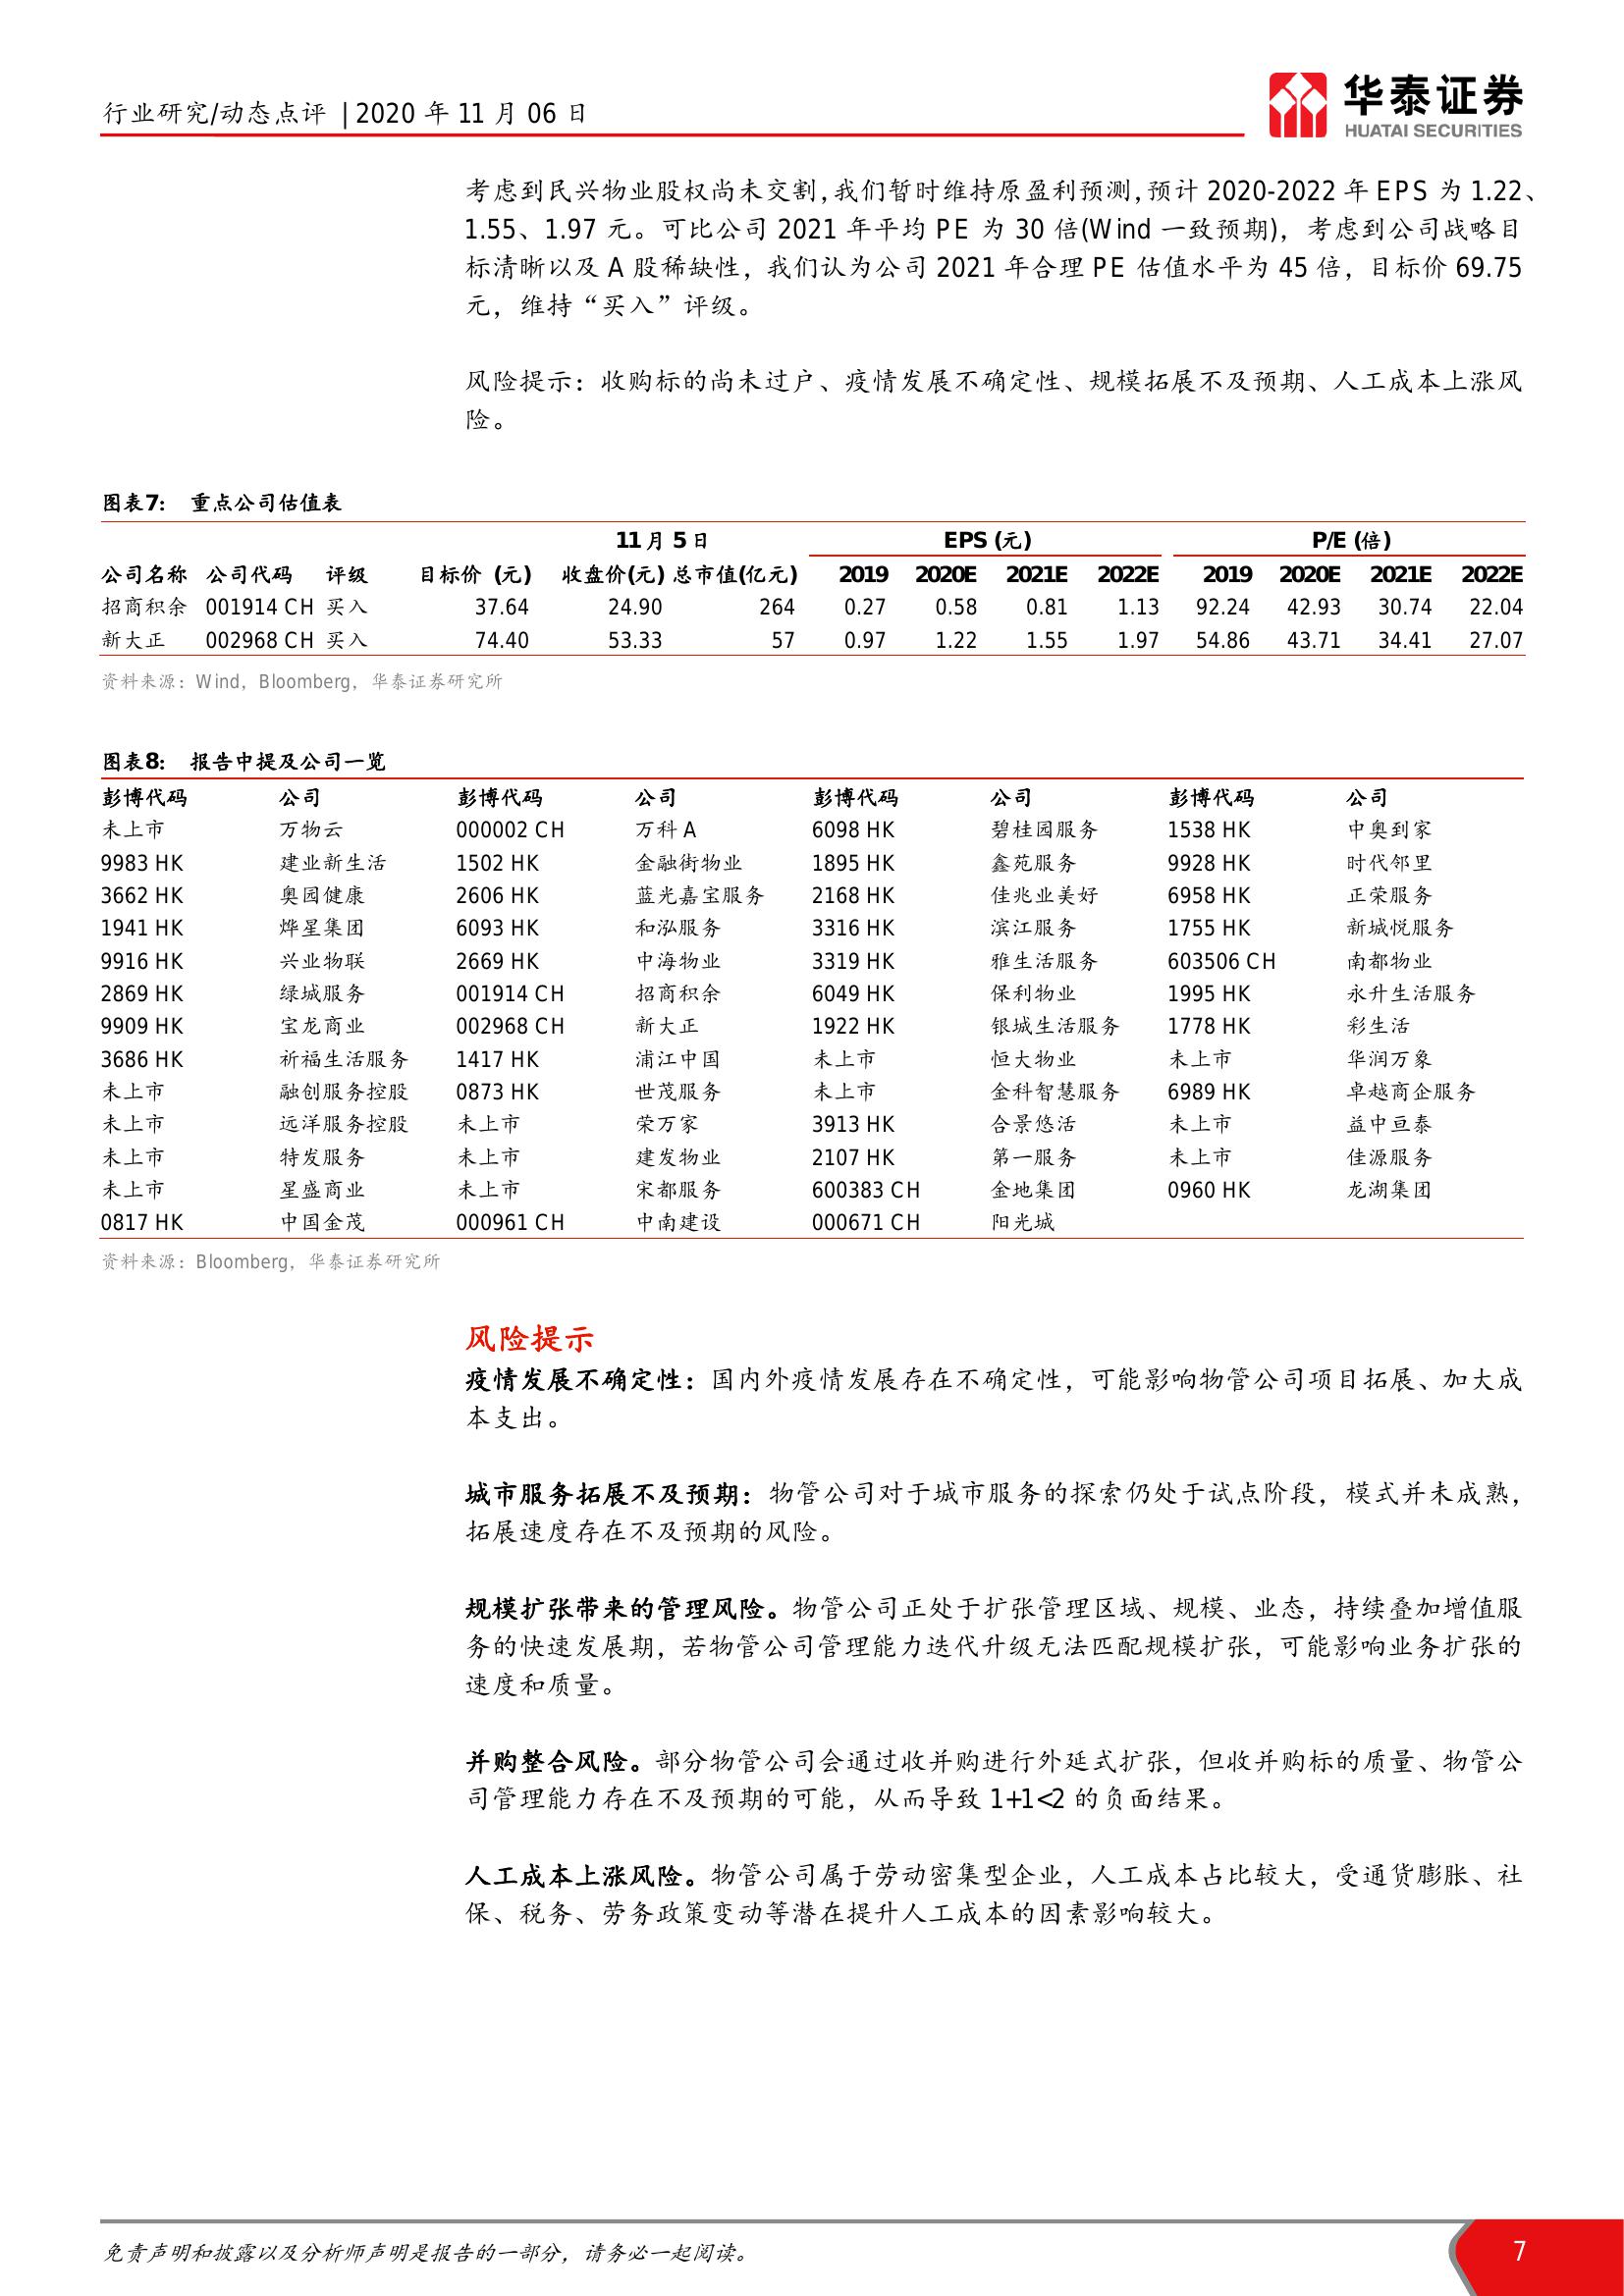 行业研究/动态点评 | 2020 年 11 月 06 日
华泰证券
HUATAI SECURITIES
考虑到民兴物业股权尚未交割,我们暂时维持原盈利预测,预计 2020-2022 年 EPS 为 1.22、
1.55、1.97 元。可比公司 2021 年平均 PE 为 30 倍(Wind 一致预期)，考虑到公司战略目
标清晰以及 A 股稀缺性，我们认为公司 2021 年合理 PE 估值水平为 45 倍，目标价 69.75
元，维持“买入”评级。
风险提示：收购标的尚未过户、疫情发展不确定性、规模拓展不及预期、人工成本上涨风
险。
图表7： 重点公司估值表
11 月 5 日 EPS (元) P/E (倍)
公司名称 公司代码 评级 目标价 (元) 收盘价(元) 总市值(亿元) 2019 2020E 2021E 2022E 2019 2020E 2021E 2022E
招商积余 001914 CH 买入 37.64 24.90 264 0.27 0.58 0.81 1.13 92.24 42.93 30.74 22.04
新大正 002968 CH 买入 74.40 53.33 57 0.97 1.22 1.55 1.97 54.86 43.71 34.41 27.07
资料来源：Wind，Bloomberg，华泰证券研究所
图表8： 报告中提及公司一览
彭博代码 公司 彭博代码 公司 彭博代码 公司 彭博代码 公司
未上市 万物云 000002 CH 万科 A 6098 HK 碧桂园服务 1538 HK 中奥到家
9983 HK 建业新生活 1502 HK 金融街物业 1895 HK 鑫苑服务 9928 HK 时代邻里
3662 HK 奥园健康 2606 HK 蓝光嘉宝服务 2168 HK 佳兆业美好 6958 HK 正荣服务
1941 HK 烨星集团 6093 HK 和泓服务 3316 HK 滨江服务 1755 HK 新城悦服务
9916 HK 兴业物联 2669 HK 中海物业 3319 HK 雅生活服务 603506 CH 南都物业
2869 HK 绿城服务 001914 CH 招商积余 6049 HK 保利物业 1995 HK 永升生活服务
9909 HK 宝龙商业 002968 CH 新大正 1922 HK 银城生活服务 1778 HK 彩生活
3686 HK 祈福生活服务 1417 HK 浦江中国 未上市 恒大物业 未上市 华润万象
未上市 融创服务控股 0873 HK 世茂服务 未上市 金科智慧服务 6989 HK 卓越商企服务
未上市 远洋服务控股 未上市 荣万家 3913 HK 合景悠活 未上市 益中亘泰
未上市 特发服务 未上市 建发物业 2107 HK 第一服务 未上市 佳源服务
未上市 星盛商业 未上市 宋都服务 600383 CH 金地集团 0960 HK 龙湖集团
0817 HK 中国金茂 000961 CH 中南建设 000671 CH 阳光城
资料来源：Bloomberg，华泰证券研究所
风险提示
疫情发展不确定性：国内外疫情发展存在不确定性，可能影响物管公司项目拓展、加大成
本支出。
城市服务拓展不及预期：物管公司对于城市服务的探索仍处于试点阶段，模式并未成熟，
拓展速度存在不及预期的风险。
规模扩张带来的管理风险。物管公司正处于扩张管理区域、规模、业态，持续叠加增值服
务的快速发展期，若物管公司管理能力迭代升级无法匹配规模扩张，可能影响业务扩张的
速度和质量。
并购整合风险。部分物管公司会通过收并购进行外延式扩张，但收并购标的质量、物管公
司管理能力存在不及预期的可能，从而导致 1+1<2 的负面结果。
人工成本上涨风险。物管公司属于劳动密集型企业，人工成本占比较大，受通货膨胀、社
保、税务、劳务政策变动等潜在提升人工成本的因素影响较大。
免责声明和披露以及分析师声明是报告的一部分，请务必一起阅读。
7